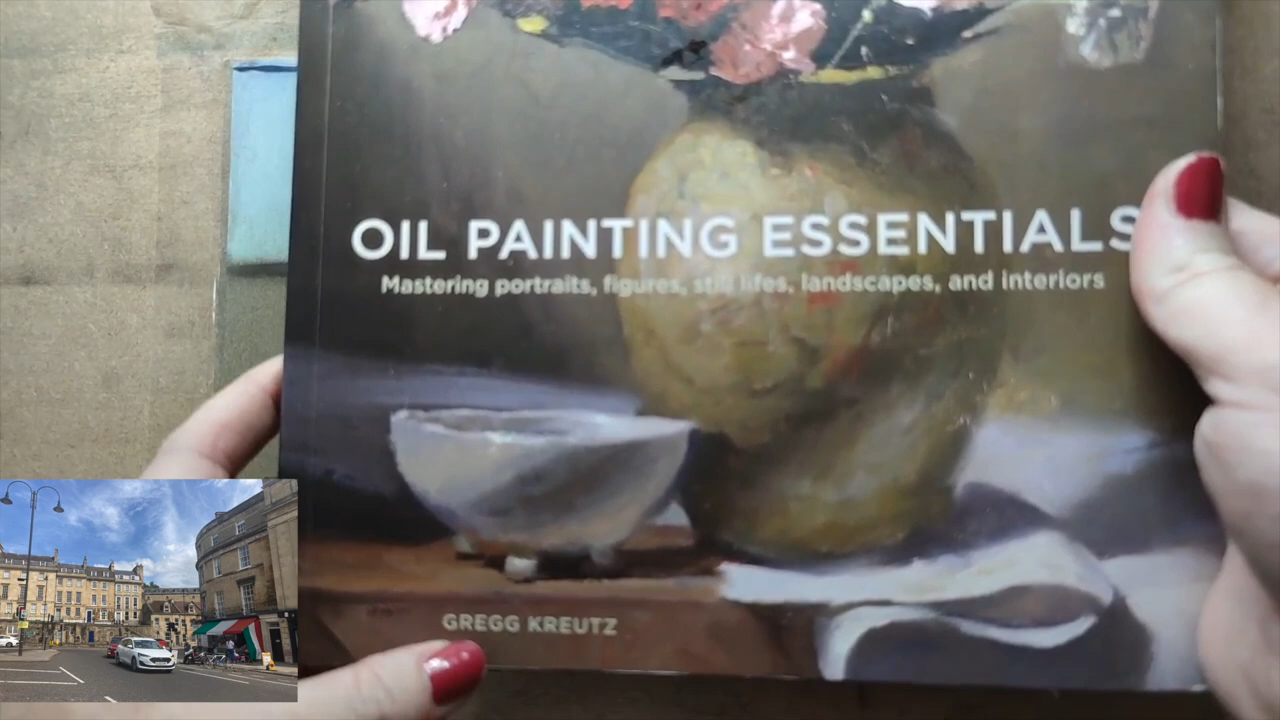 OIL PAINTING ESSENTIALS
Mastering portraits, figures, still lifes, landscapes, and interiors
GREGG KREUTZ